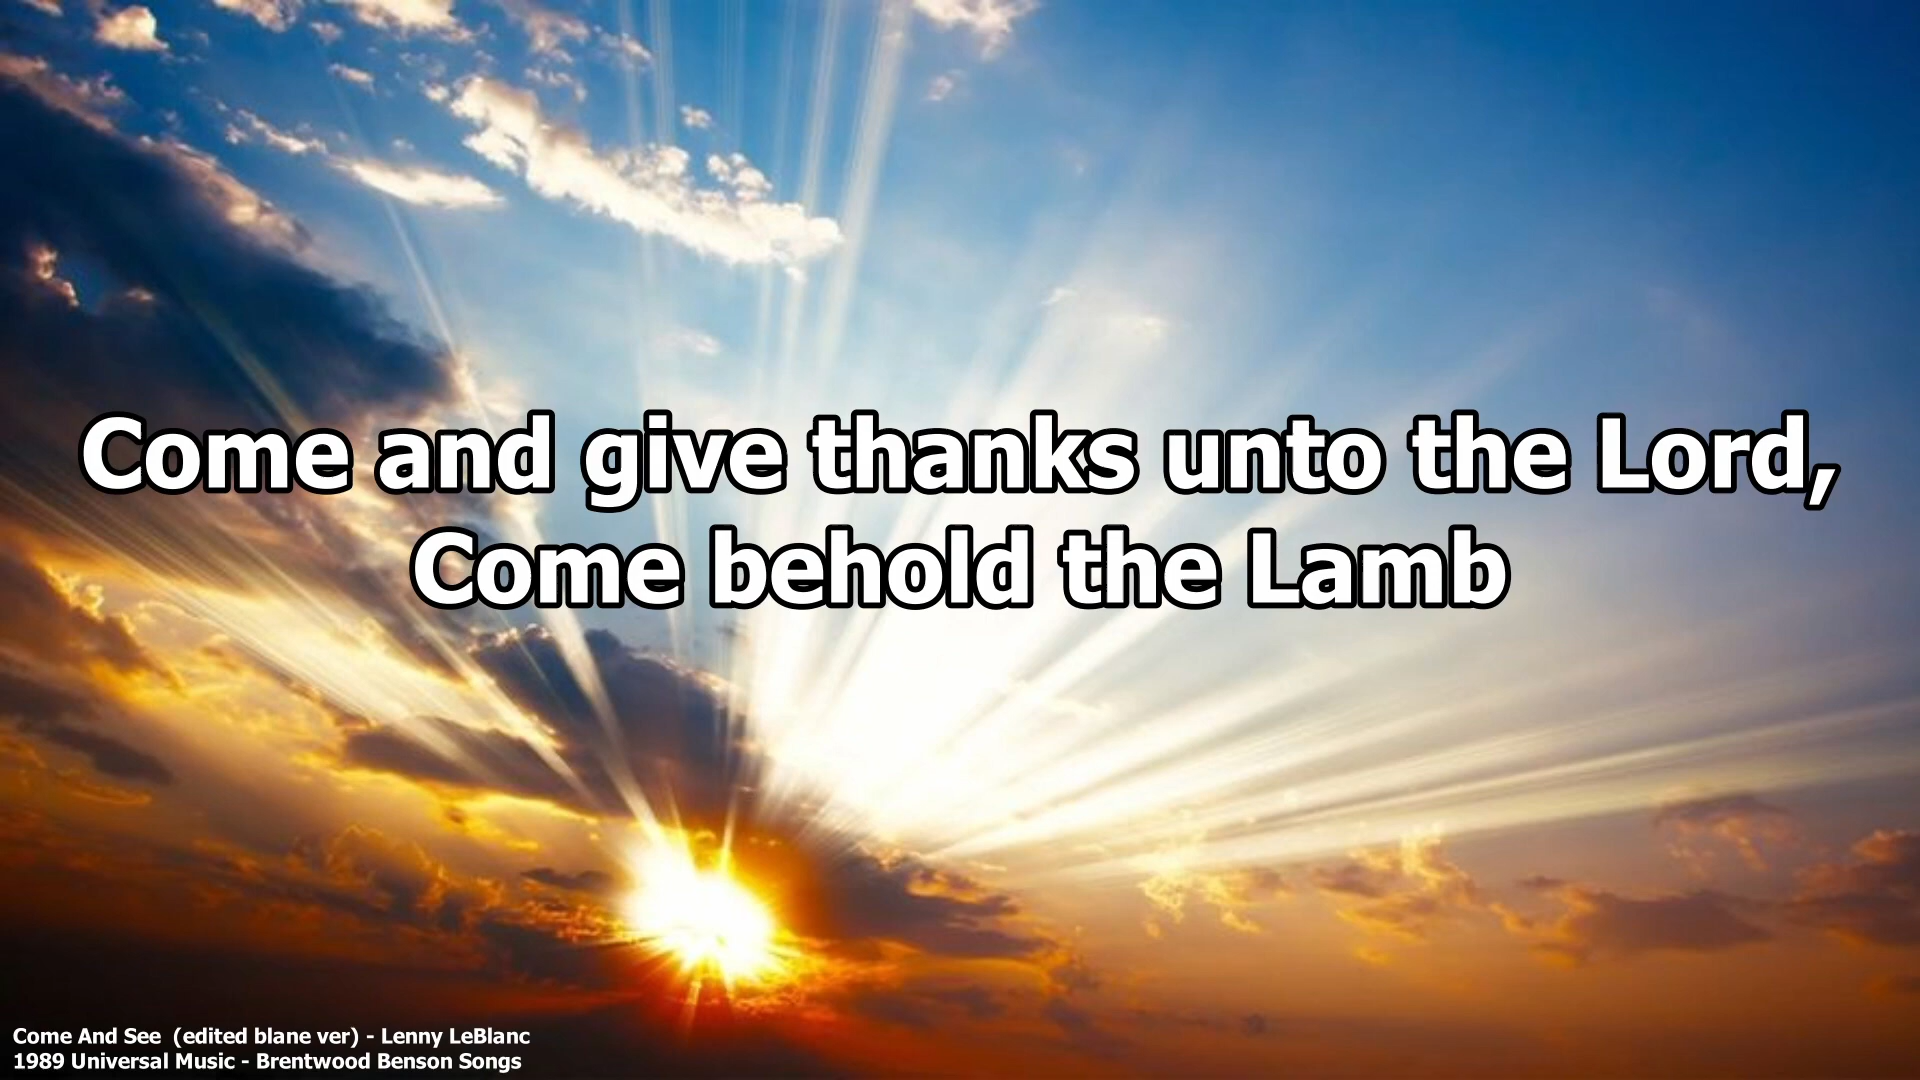 Come and give thanks unto the Lord,
Come behold the Lamb
Come And See  (edited blane ver) - Lenny LeBlanc
1989 Universal Music - Brentwood Benson Songs